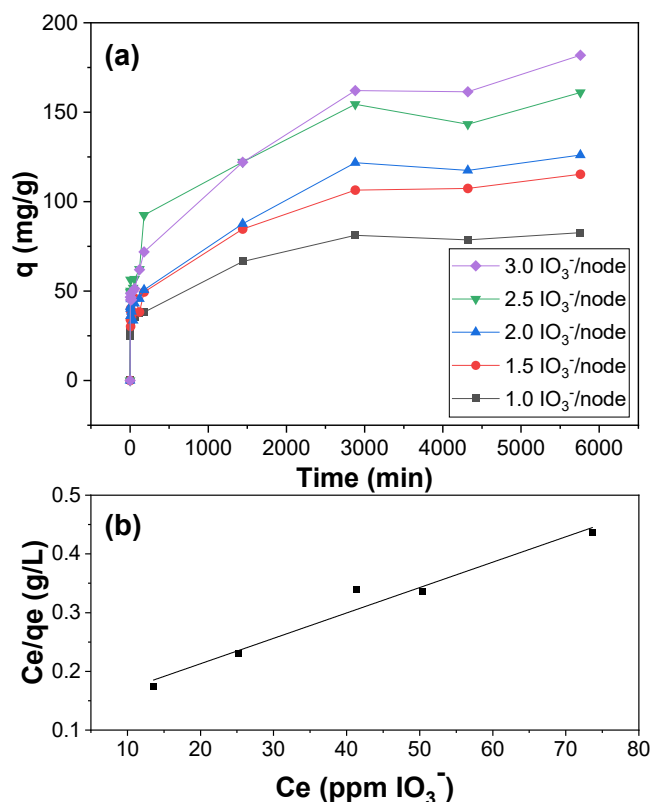 (a)
q (mg/g)
200
150
100
50
0
3.0 IO₃⁻/node
2.5 IO₃⁻/node
2.0 IO₃⁻/node
1.5 IO₃⁻/node
1.0 IO₃⁻/node
0 1000 2000 3000 4000 5000 6000
Time (min)
(b)
Ce/qe (g/L)
0.5
0.4
0.3
0.2
0.1
10 20 30 40 50 60 70 80
Ce (ppm IO₃⁻)